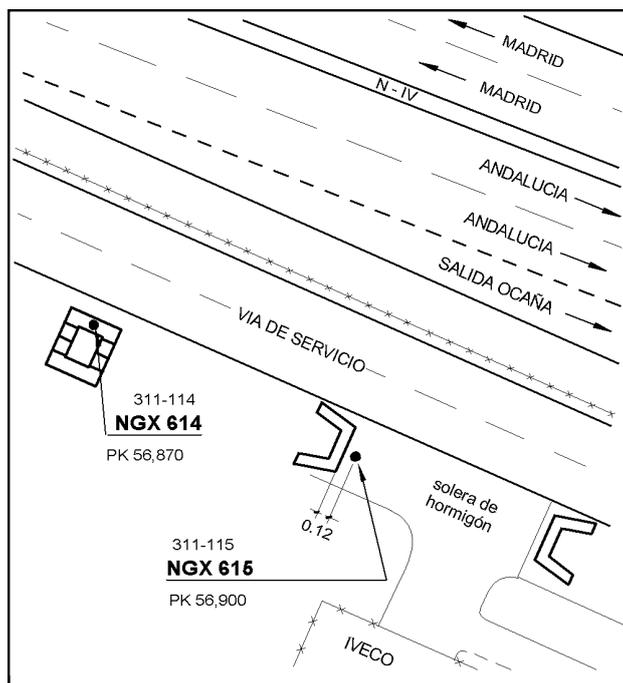 MADRID
MADRID
N - IV
ANDALUCIA
ANDALUCIA
SALIDA OCAÑA
VIA DE SERVICIO
311-114
NGX 614
PK 56,870
solera de
hormigón
0.12
311-115
NGX 615
PK 56,900
IVECO